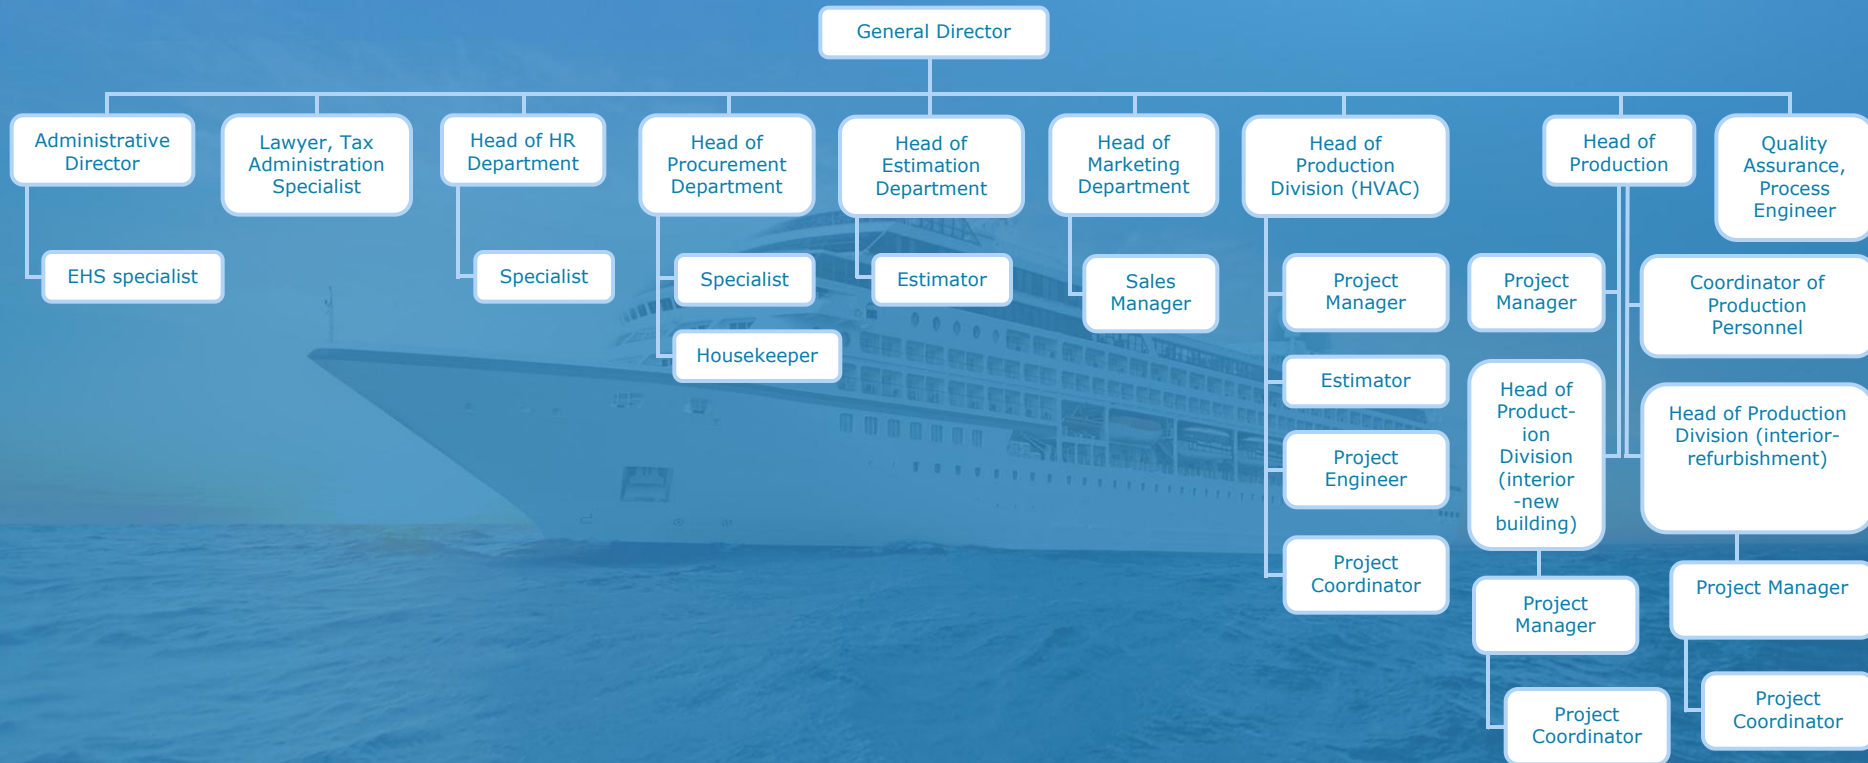 General Director
Administrative
Director
Lawyer, Tax
Administration
Specialist
Head of HR
Department
Head of
Procurement
Department
Head of
Estimation
Department
Head of
Marketing
Department
Head of
Production
Division (HVAC)
Head of
Production
Quality
Assurance,
Process
Engineer
EHS specialist
Specialist
Specialist
Housekeeper
Estimator
Sales
Manager
Project
Manager
Estimator
Project
Engineer
Project
Coordinator
Project
Manager
Coordinator of
Production
Personnel
Head of
Product-
ion
Division
(interior
-new
building)
Head of Production
Division (interior-
refurbishment)
Project
Manager
Project Manager
Project
Coordinator
Project
Coordinator